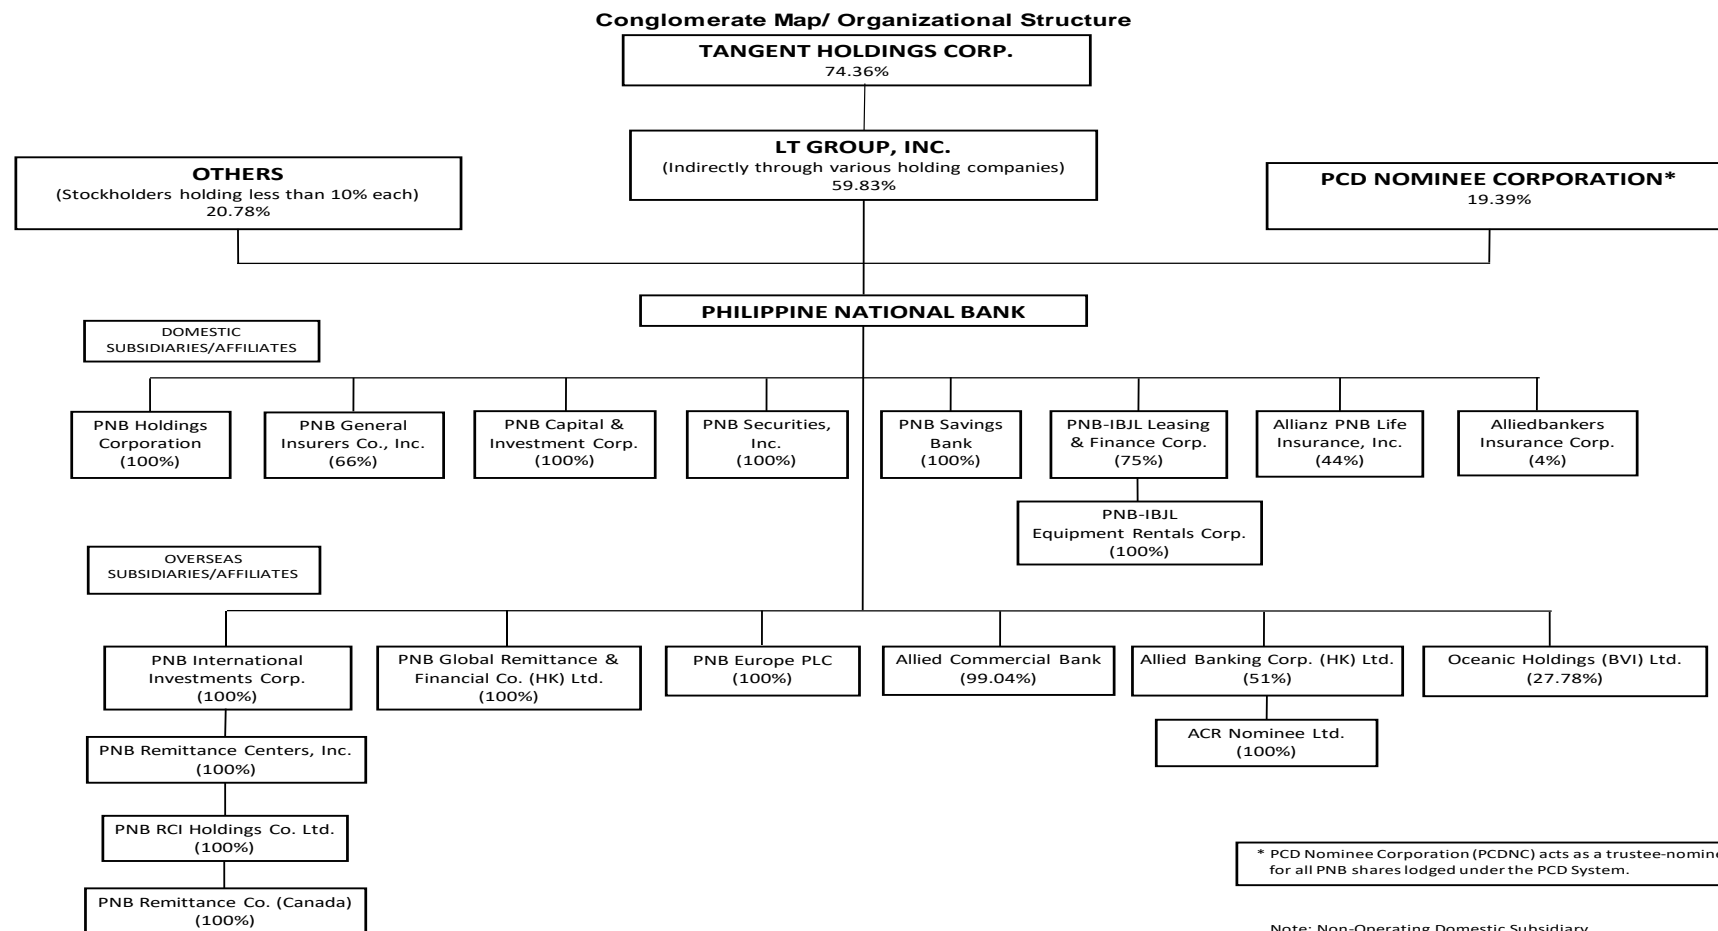 Conglomerate Map/ Organizational Structure
TANGENT HOLDINGS CORP.
74.36%
LT GROUP, INC.
(Indirectly through various holding companies)
59.83%
OTHERS
(Stockholders holding less than 10% each)
20.78%
PCD NOMINEE CORPORATION*
19.39%
PHILIPPINE NATIONAL BANK
DOMESTIC
SUBSIDIARIES/AFFILIATES
PNB Holdings
Corporation
(100%)
PNB General
Insurers Co., Inc.
(66%)
PNB Capital &
Investment Corp.
(100%)
PNB Securities,
Inc.
(100%)
PNB Savings
Bank
(100%)
PNB-IBJL Leasing
& Finance Corp.
(75%)
Allianz PNB Life
Insurance, Inc.
(44%)
Alliedbankers
Insurance Corp.
(4%)
PNB-IBJL
Equipment Rentals Corp.
(100%)
OVERSEAS
SUBSIDIARIES/AFFILIATES
PNB International
Investments Corp.
(100%)
PNB Global Remittance &
Financial Co. (HK) Ltd.
(100%)
PNB Europe PLC
(100%)
Allied Commercial Bank
(99.04%)
Allied Banking Corp. (HK) Ltd.
(51%)
Oceanic Holdings (BVI) Ltd.
(27.78%)
PNB Remittance Centers, Inc.
(100%)
ACR Nominee Ltd.
(100%)
PNB RCI Holdings Co. Ltd.
(100%)
PNB Remittance Co. (Canada)
(100%)
* PCD Nominee Corporation (PCDNC) acts as a trustee-nomine
for all PNB shares lodged under the PCD System.
Note: Non-Operating Domestic Subsidiary